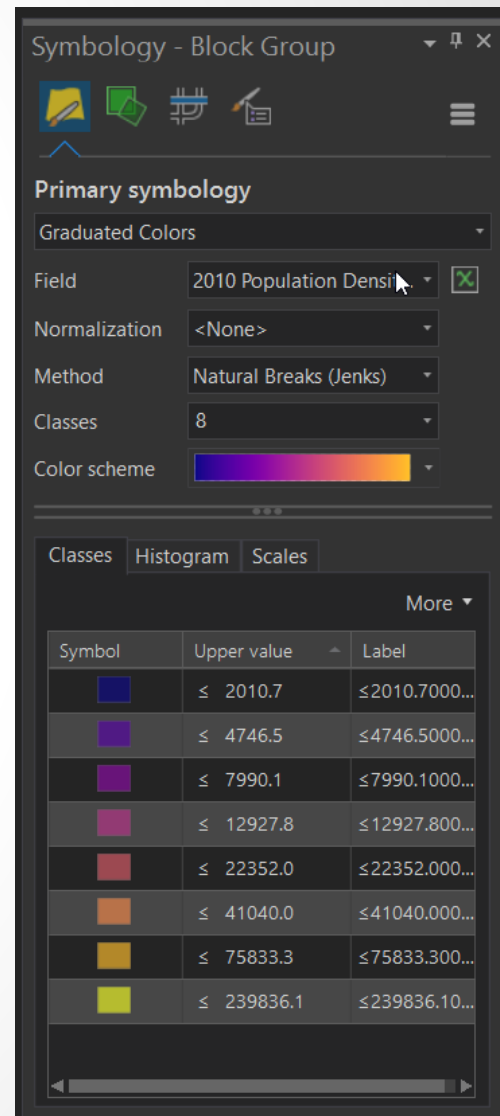 Symbology - Block Group
Primary symbology
Graduated Colors
Field 2010 Population Densit...
Normalization <None>
Method Natural Breaks (Jenks)
Classes 8
Color scheme
Classes Histogram Scales
More
Symbol Upper value Label
≤ 2010.7 ≤2010.7000...
≤ 4746.5 ≤4746.5000...
≤ 7990.1 ≤7990.1000...
≤ 12927.8 ≤12927.800...
≤ 22352.0 ≤22352.000...
≤ 41040.0 ≤41040.000...
≤ 75833.3 ≤75833.300...
≤ 239836.1 ≤239836.10...